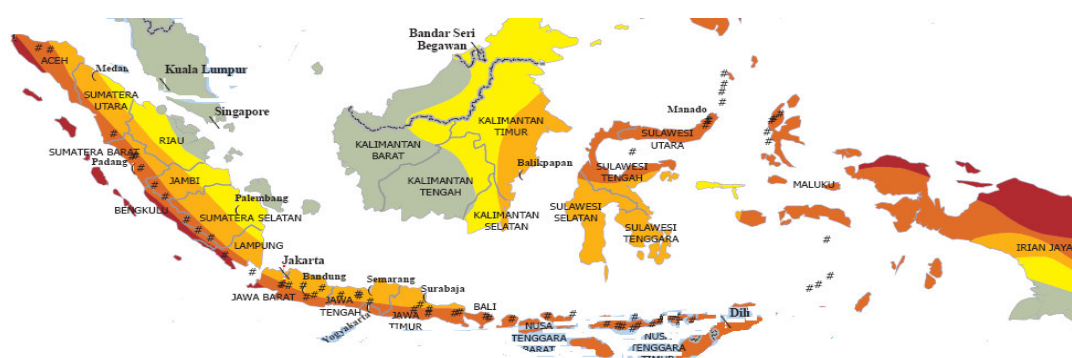 Bandar Seri
Begawan
ACEH
Medan
Kuala Lumpur
SUMATERA
UTARA
Singapore
RIAU
SUMATERA BARAT
Padang
JAMBI
BENGKULU
Palembang
SUMATERA SELATAN
LAMPUNG
KALIMANTAN
BARAT
KALIMANTAN
TIMUR
KALIMANTAN
TENGAH
Balikpapan
KALIMANTAN
SELATAN
Manado
SULAWESI
UTARA
SULAWESI
TENGAH
SULAWESI
SELATAN
SULAWESI
TENGGARA
MALUKU
IRIAN JAYA
Jakarta
Bandung
Semarang
Surabaja
JAWA BARAT
JAWA
TENGAH
Yogyakarta
JAWA
TIMUR
BALI
NUSA
TENGGARA
BARAT
NUSA
TENGGARA
TIMUR
Dili